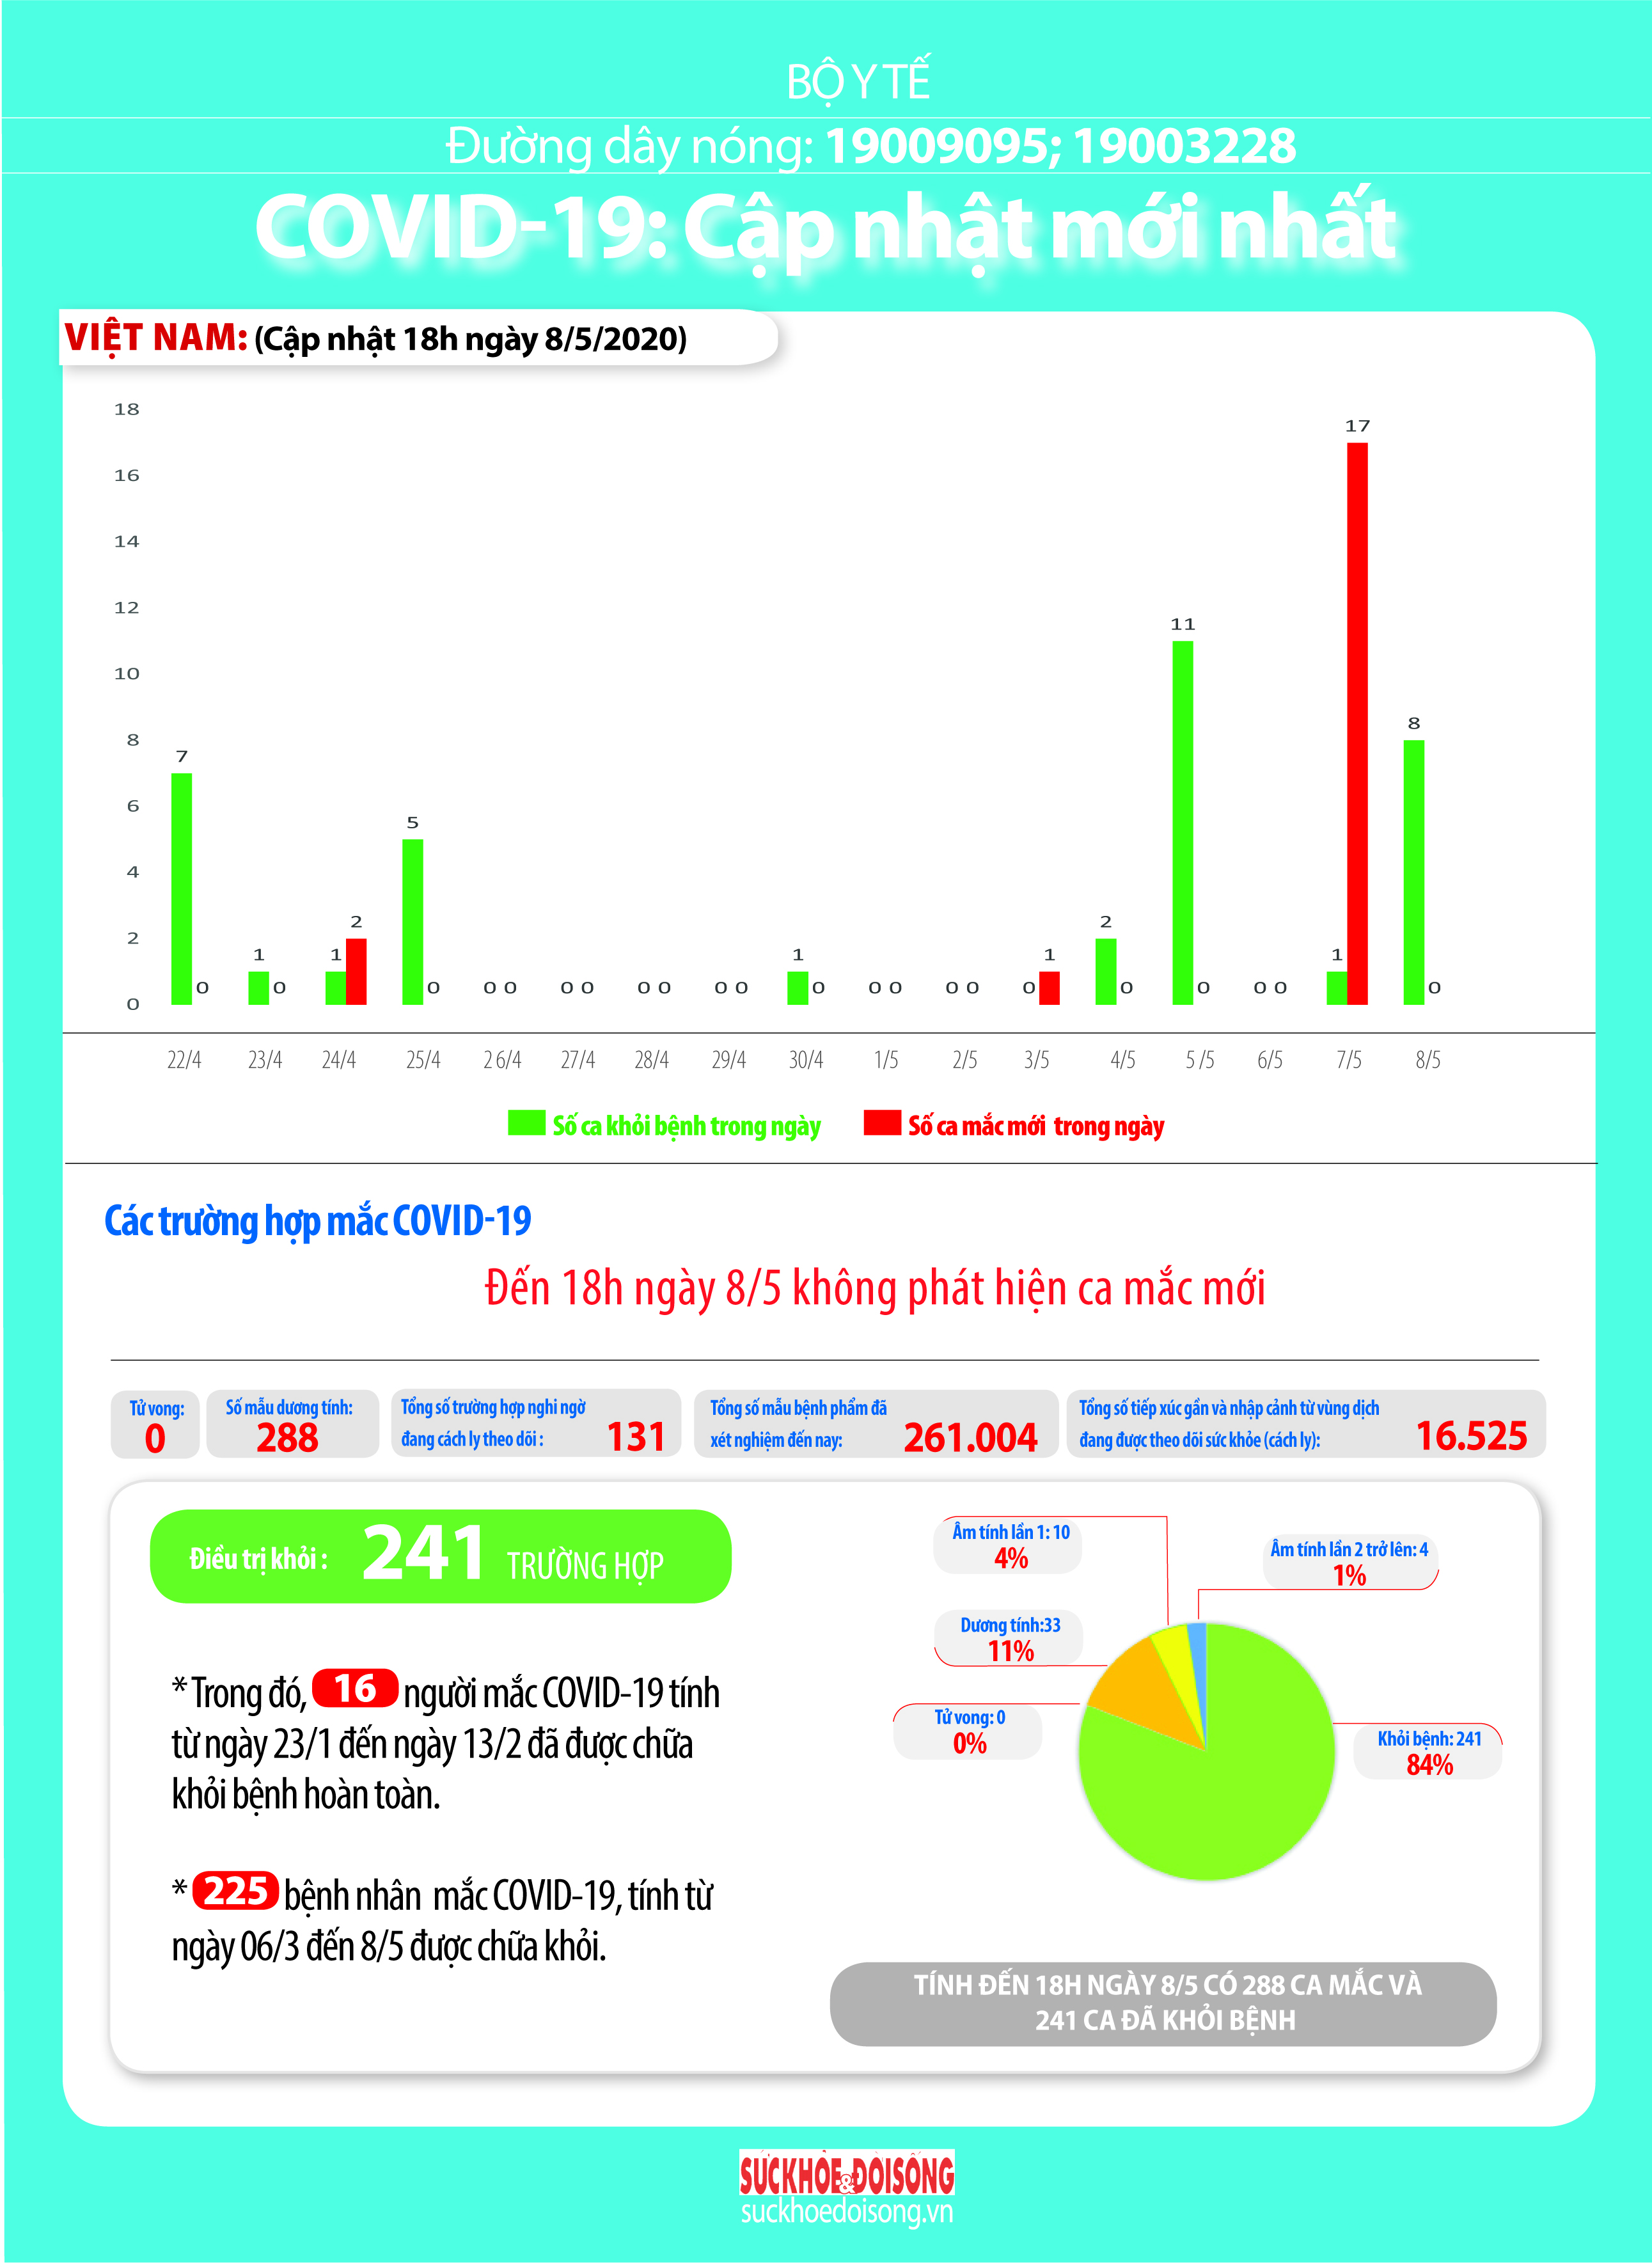 BỘ Y TẾ
Đường dây nóng: 19009095; 19003228
COVID-19: Cập nhật mới nhất
VIỆT NAM: (Cập nhật 18h ngày 8/5/2020)
18
16
14
12
10
8
6
4
2
0
7 0 1 0 1 2 5 0 0 0 0 0 0 0 0 0 1 0 0 0 0 0 0 1 2 0 11 0 0 0 1 17 8 0
22/4 23/4 24/4 25/4 2 6/4 27/4 28/4 29/4 30/4 1/5 2/5 3/5 4/5 5 /5 6/5 7/5 8/5
Số ca khỏi bệnh trong ngày Số ca mắc mới trong ngày
Các trường hợp mắc COVID-19
Đến 18h ngày 8/5 không phát hiện ca mắc mới
Tử vong:
0
Số mẫu dương tính:
288
Tổng số trường hợp nghi ngờ
đang cách ly theo dõi : 131
Tổng số mẫu bệnh phẩm đã
xét nghiệm đến nay: 261.004
Tổng số tiếp xúc gần và nhập cảnh từ vùng dịch
đang được theo dõi sức khỏe (cách ly): 16.525
Điều trị khỏi : 241 TRƯỜNG HỢP
* Trong đó, 16 người mắc COVID-19 tính
từ ngày 23/1 đến ngày 13/2 đã được chữa
khỏi bệnh hoàn toàn.
* 225 bệnh nhân mắc COVID-19, tính từ
ngày 06/3 đến 8/5 được chữa khỏi.
Âm tính lần 1: 10
4%
Âm tính lần 2 trở lên: 4
1%
Dương tính:33
11%
Tử vong: 0
0%
Khỏi bệnh: 241
84%
TÍNH ĐẾN 18H NGÀY 8/5 CÓ 288 CA MẮC VÀ
241 CA ĐÃ KHỎI BỆNH
SỨCKHỎE&ĐỜISỐNG
suckhoedoisong.vn